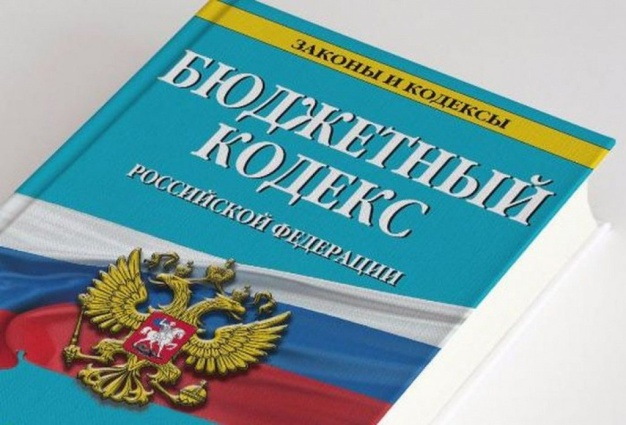 ЗАКОНЫ И КОДЕКСЫ
БЮДЖЕТНЫЙ
КОДЕКС
РОССИЙСКОЙ ФЕДЕРАЦИИ